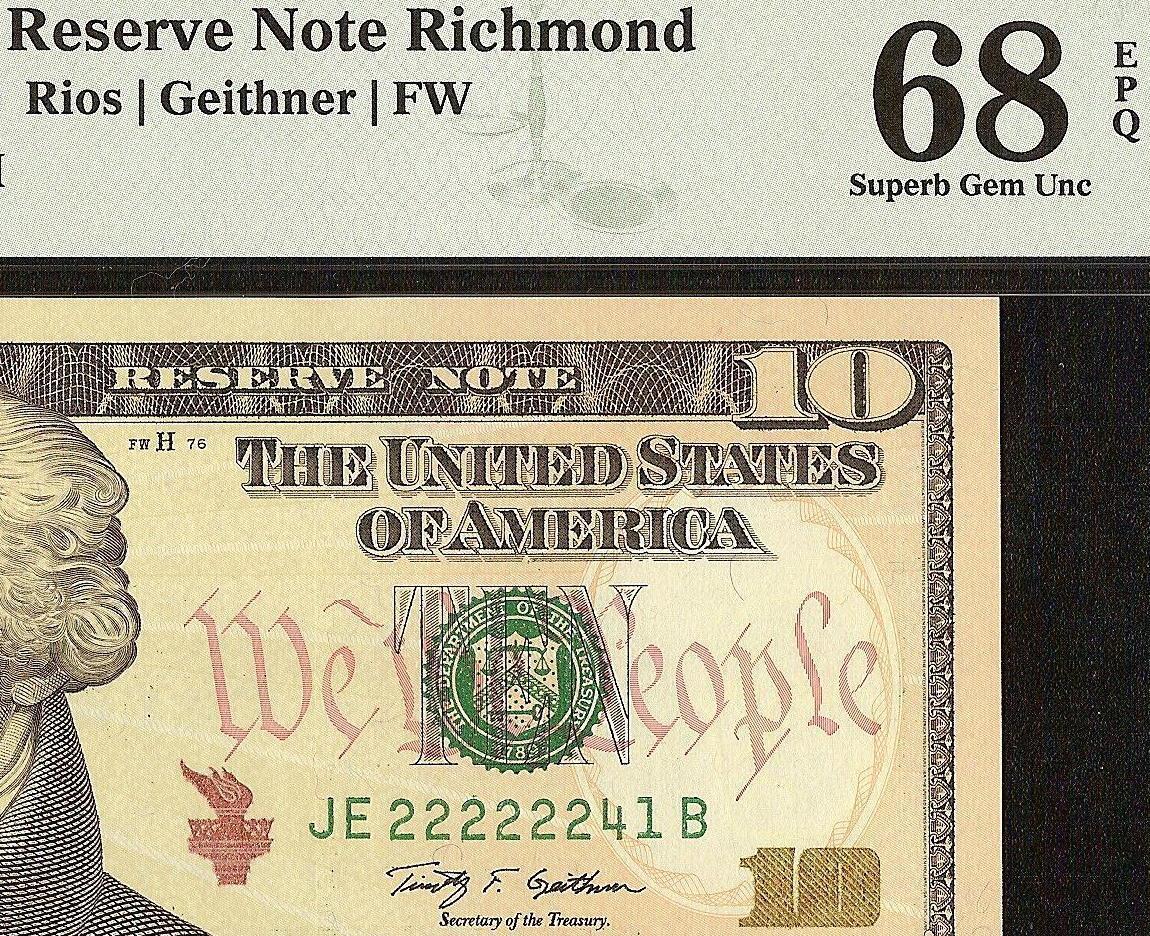 Reserve Note Richmond
Rios | Geithner | FW
68
EPQ
Superb Gem Unc
RESERVE NOTE
10
FW H 76
THE UNITED STATES
OF AMERICA
We the People
TEN
THE DEPARTMENT OF THE TREASURY
1789
JE 22222241 B
Timothy F. Geithner
Secretary of the Treasury.
10